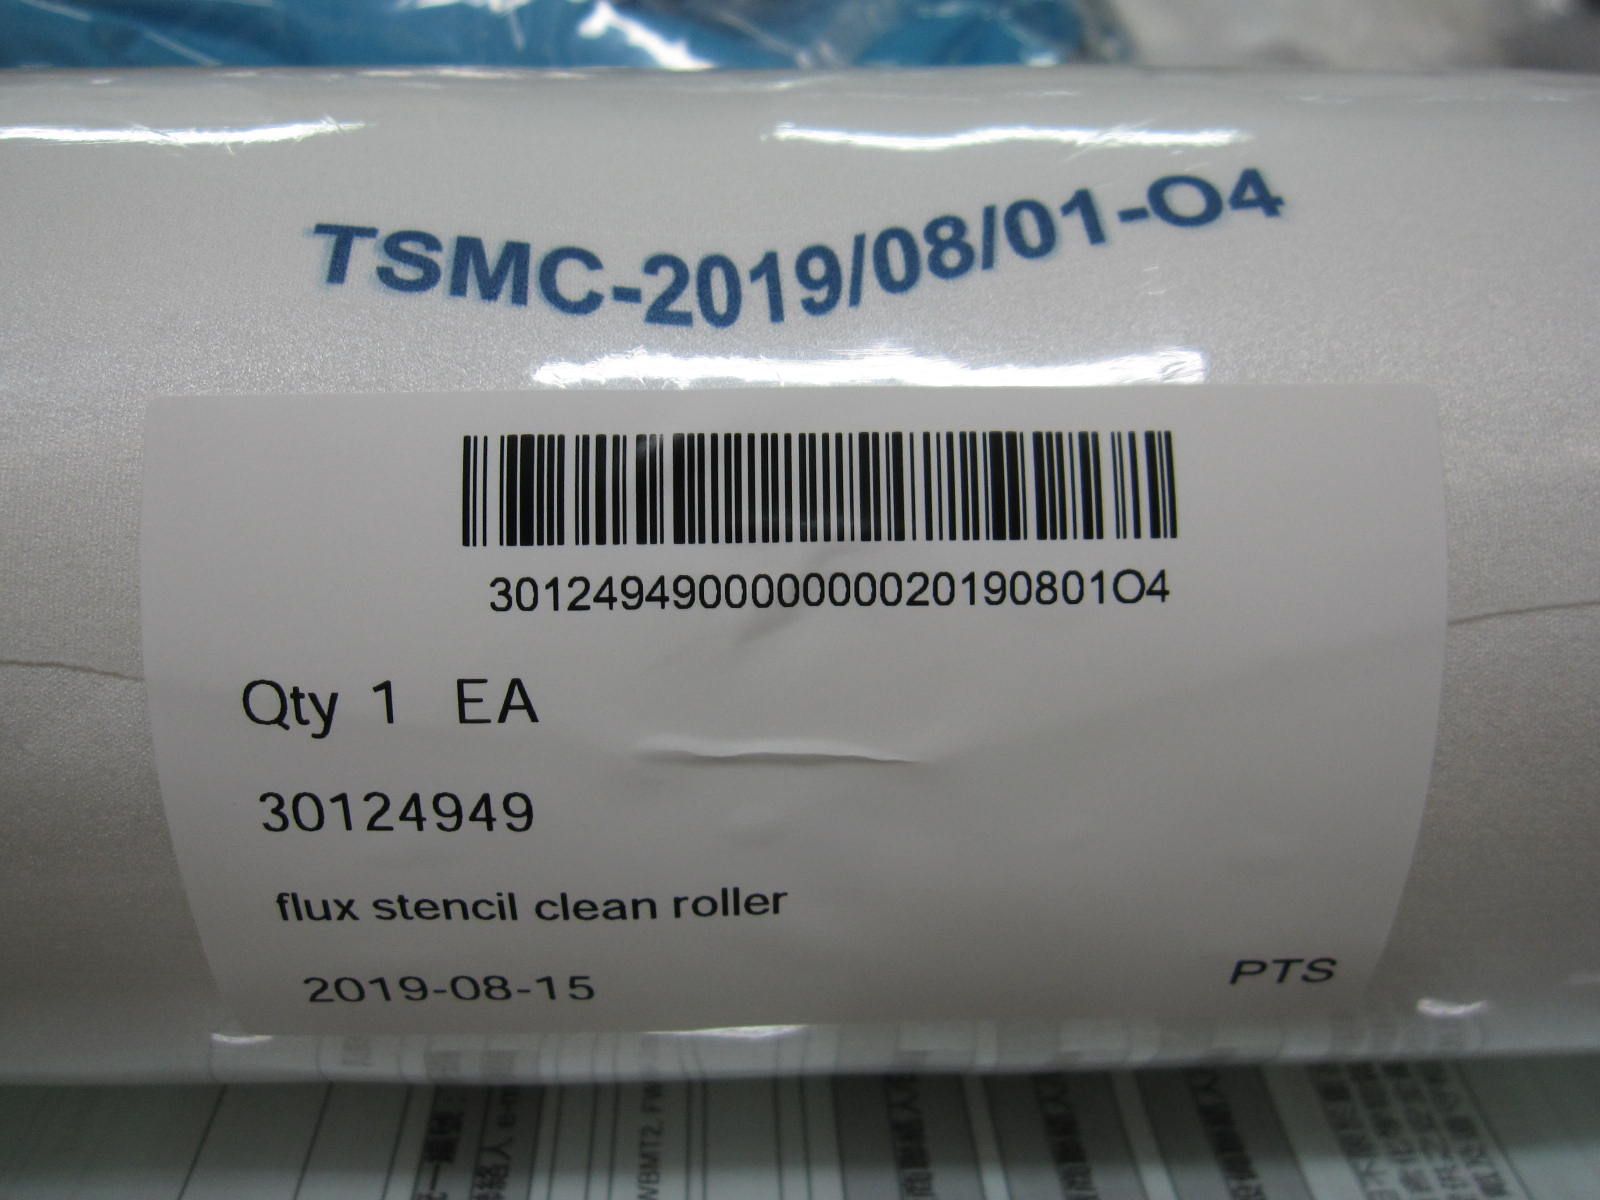 TSMC-2019/08/01-O4
301249490000000020190801O4
Qty 1 EA
30124949
flux stencil clean roller
2019-08-15
PTS